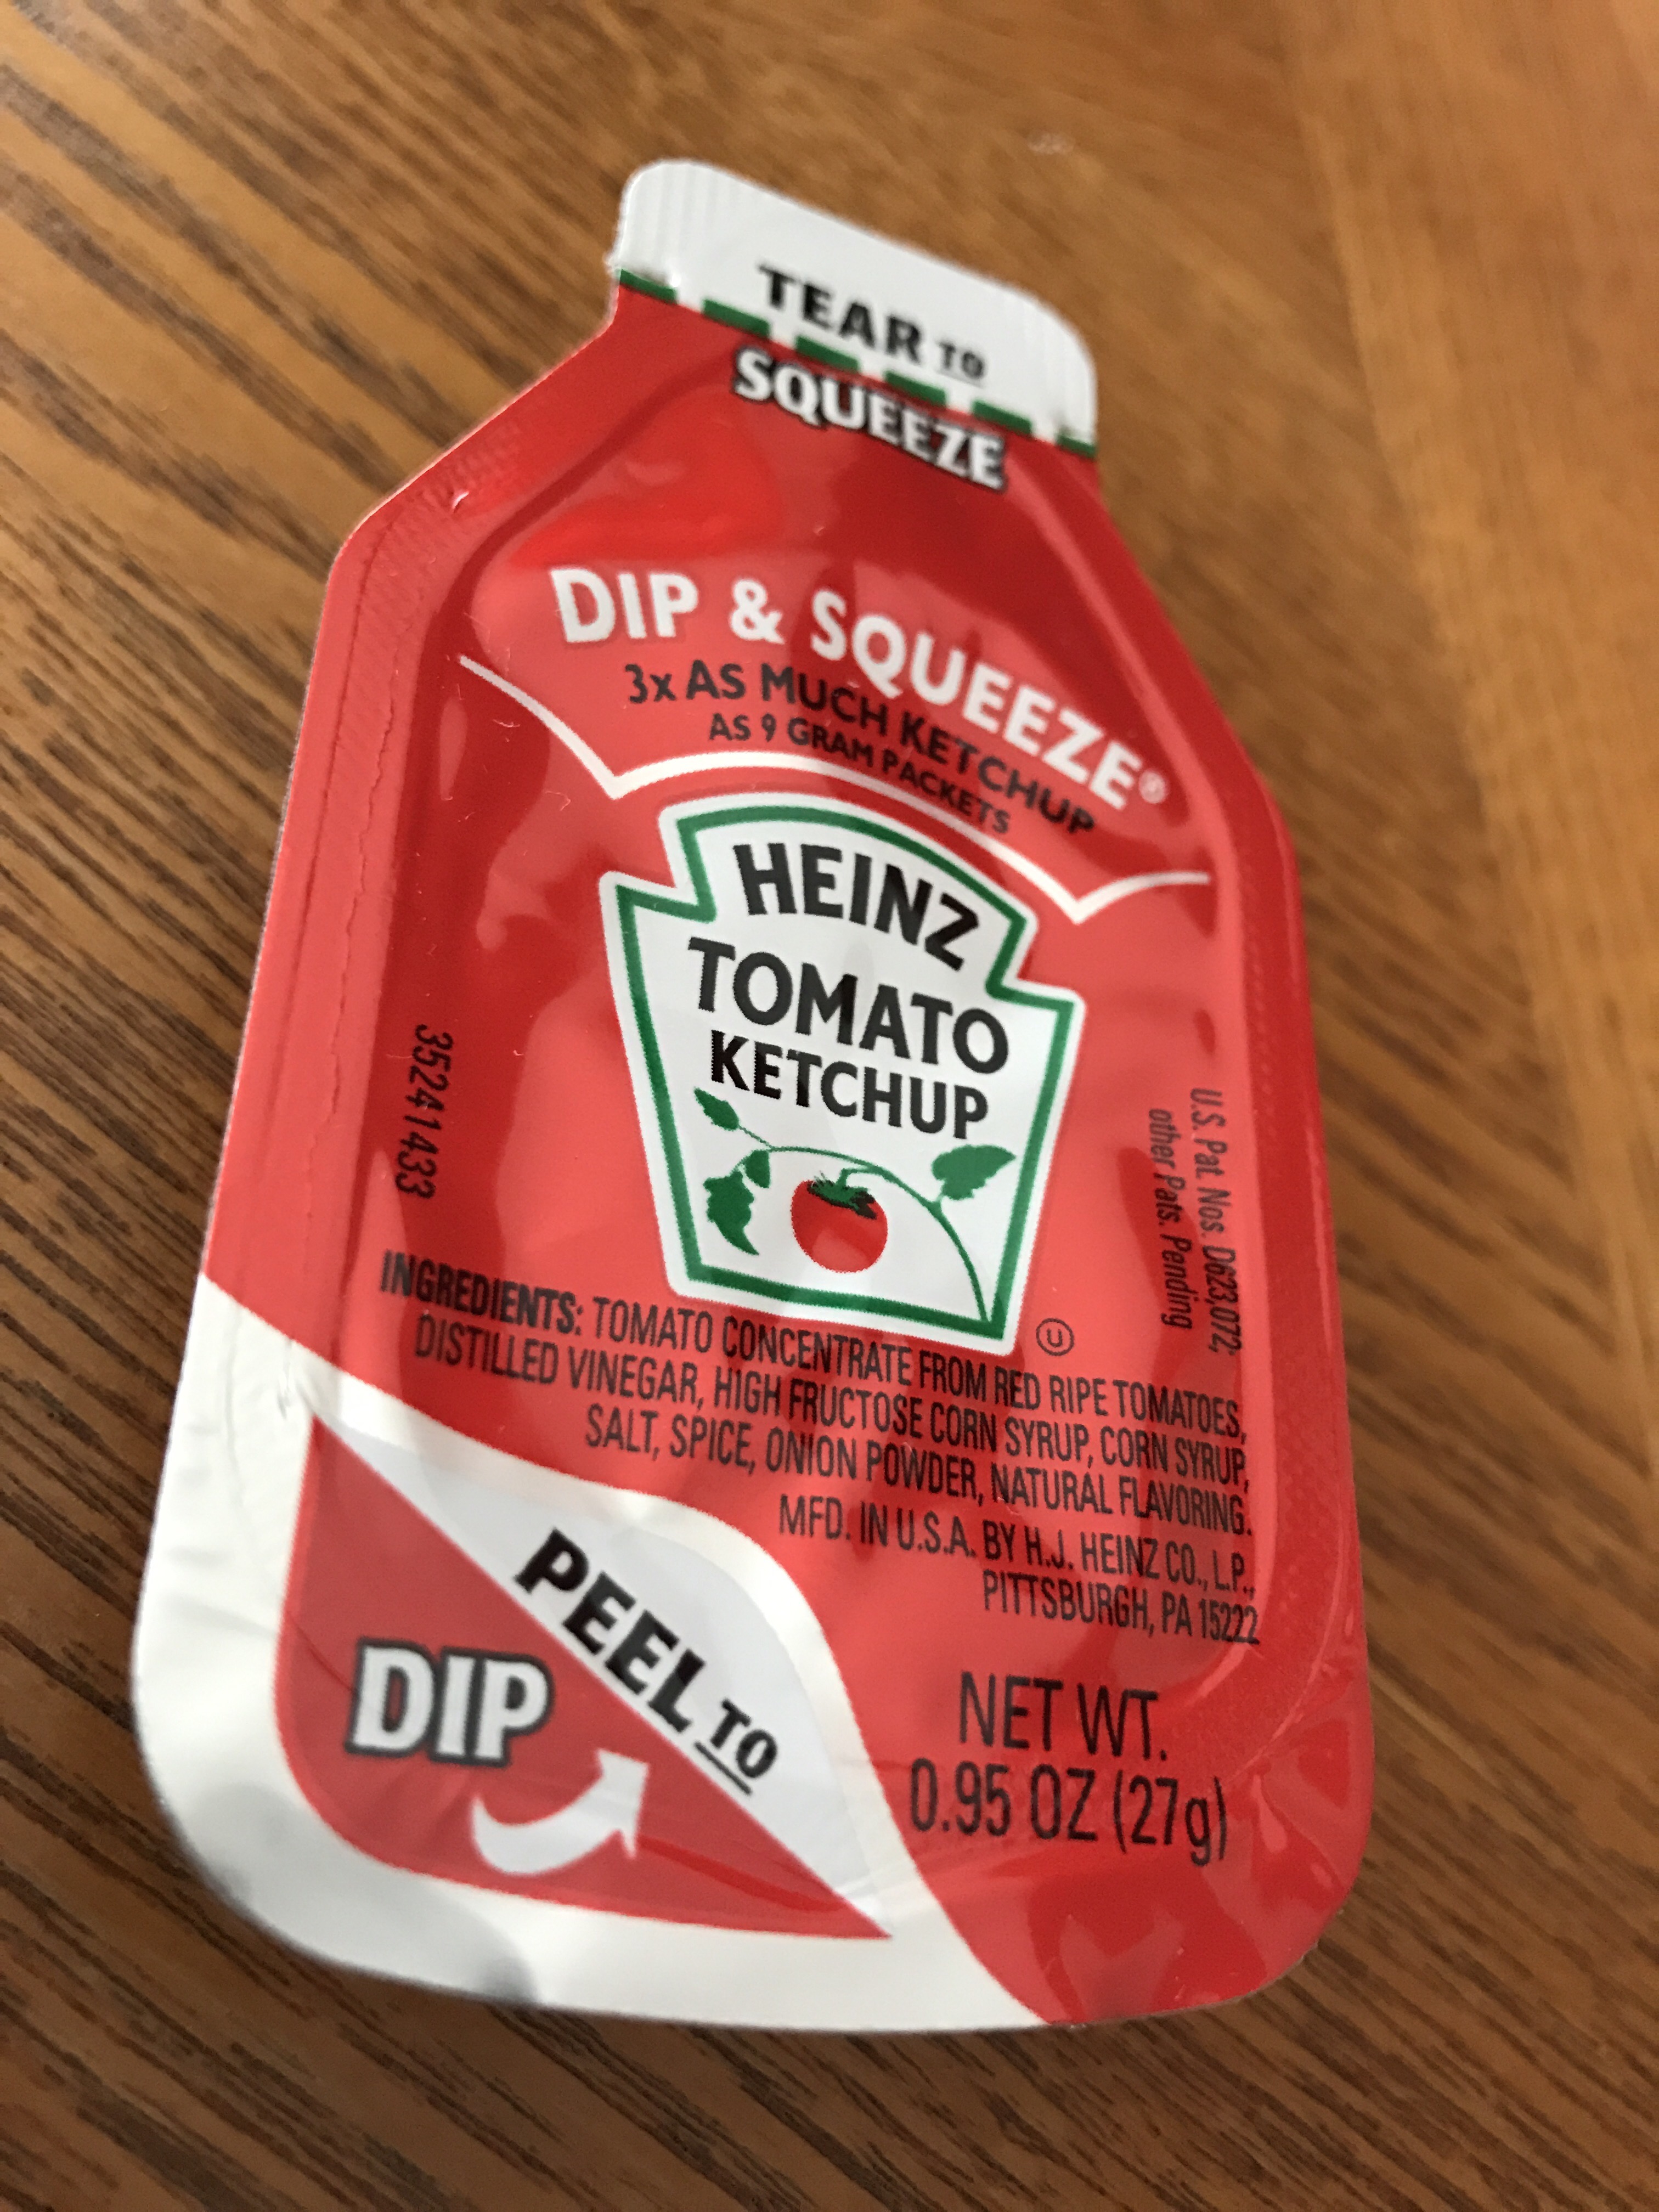 TEAR TO
SQUEEZE
DIP & SQUEEZE®
3x AS MUCH KETCHUP
AS 9 GRAM PACKETS
HEINZ
TOMATO
KETCHUP
35241433
U.S. Pat. Nos. D623,072;
other Pats. Pending
U
INGREDIENTS: TOMATO CONCENTRATE FROM RED RIPE TOMATOES,
DISTILLED VINEGAR, HIGH FRUCTOSE CORN SYRUP, CORN SYRUP,
SALT, SPICE, ONION POWDER, NATURAL FLAVORING.
MFD. IN U.S.A. BY H.J. HEINZ CO., L.P.,
PITTSBURGH, PA 15222
PEEL TO
DIP
NET WT.
0.95 OZ (27g)